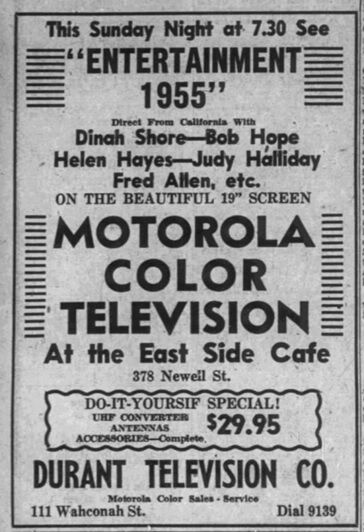 This Sunday Night at 7.30 See
"ENTERTAINMENT
1955"
Direct From California With
Dinah Shore—Bob Hope
Helen Hayes—Judy Halliday
Fred Allen, etc.
ON THE BEAUTIFUL 19" SCREEN
MOTOROLA
COLOR
TELEVISION
At the East Side Cafe
378 Newell St.
DO-IT-YOURSIF SPECIAL!
UHF CONVERTER
ANTENNAS
ACCESSORIES—Complete.
$29.95
DURANT TELEVISION CO.
Motorola Color Sales - Service
111 Wahconah St. Dial 9139